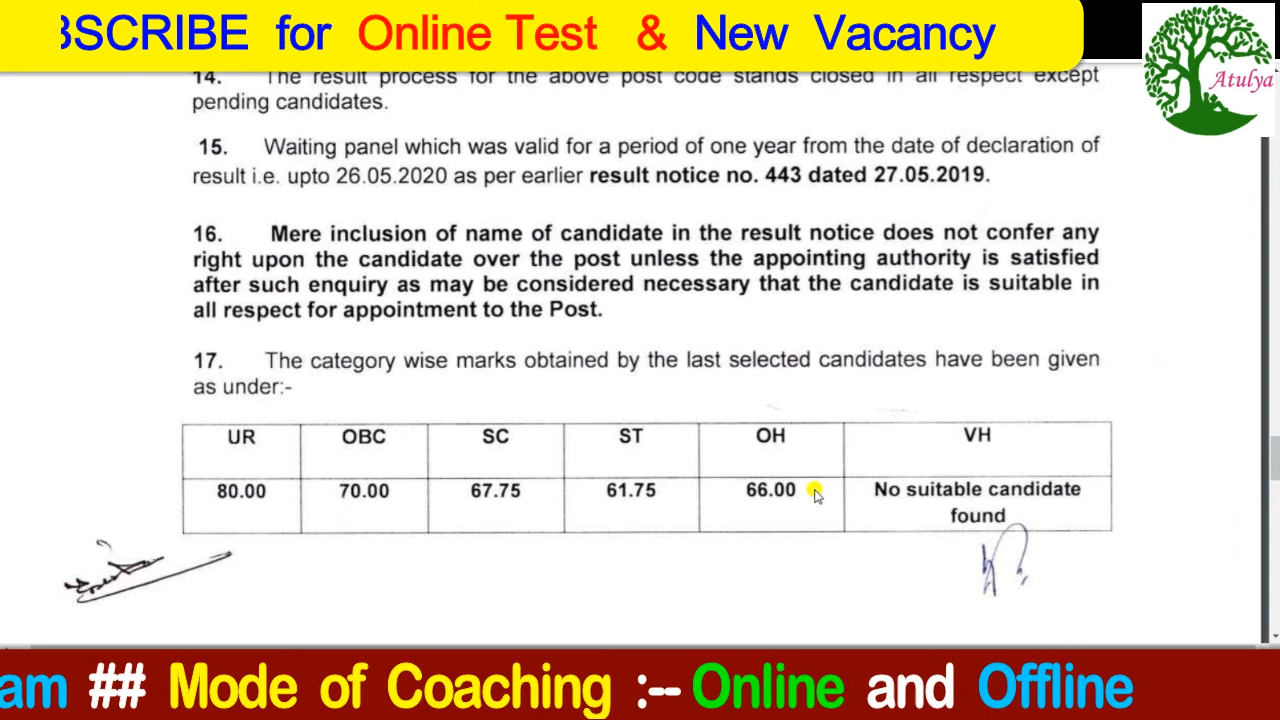 BSCRIBE for Online Test & New Vacancy
Atulya
14. The result process for the above post code stands closed in all respect except
pending candidates.
15. Waiting panel which was valid for a period of one year from the date of declaration of
result i.e. upto 26.05.2020 as per earlier result notice no. 443 dated 27.05.2019.
16. Mere inclusion of name of candidate in the result notice does not confer any
right upon the candidate over the post unless the appointing authority is satisfied
after such enquiry as may be considered necessary that the candidate is suitable in
all respect for appointment to the Post.
17. The category wise marks obtained by the last selected candidates have been given
as under:-
UR OBC SC ST OH VH
80.00 70.00 67.75 61.75 66.00 No suitable candidate
found
am ## Mode of Coaching :-- Online and Offline